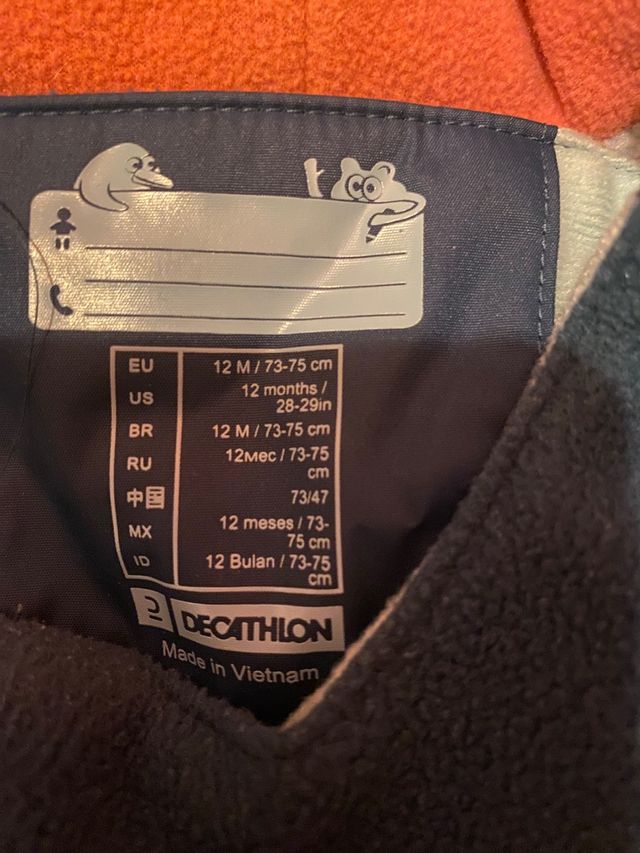 EU 12 M / 73-75 cm
US 12 months /
28-29in
BR 12 M / 73-75 cm
RU 12мес / 73-75
cm
中国 73/47
MX 12 meses / 73-
75 cm
ID 12 Bulan / 73-75
cm
DECATHLON
Made in Vietnam